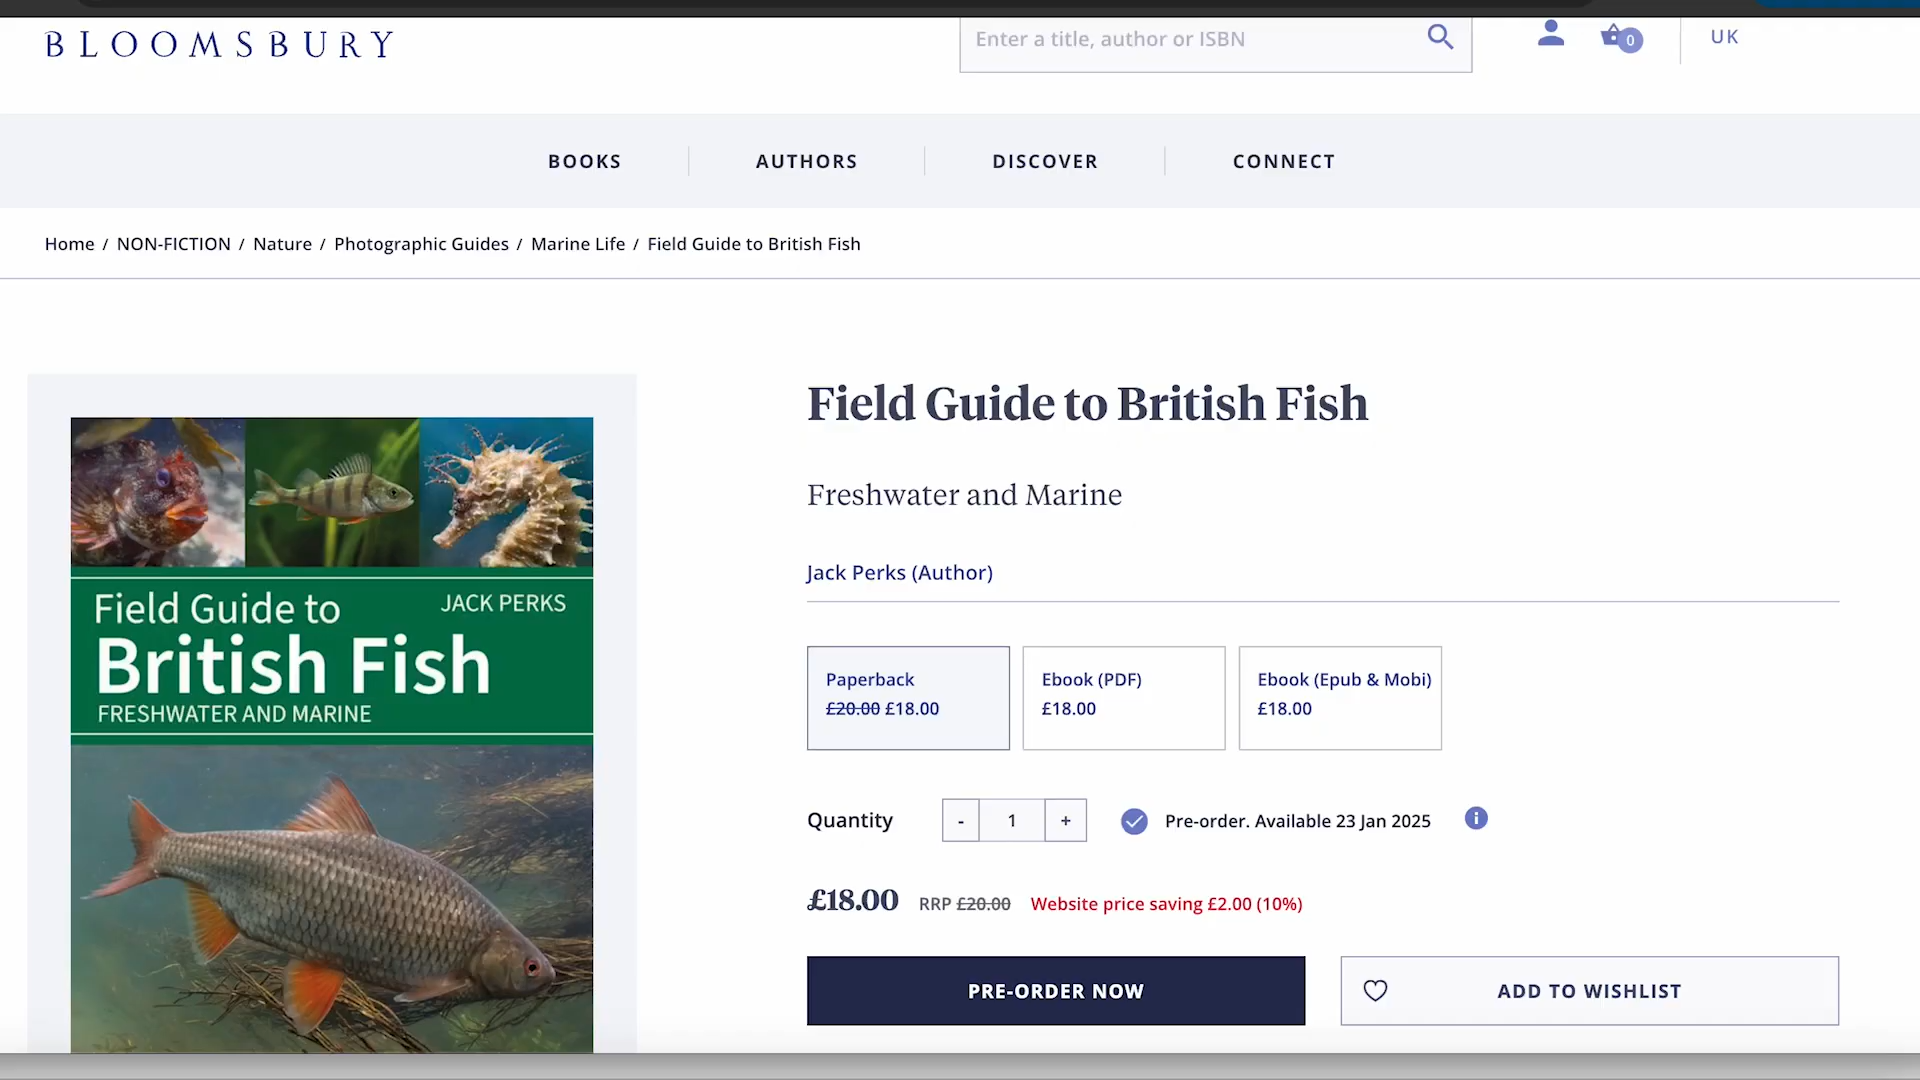 BLOOMSBURY
Enter a title, author or ISBN
0
UK
BOOKS
AUTHORS
DISCOVER
CONNECT
Home / NON-FICTION / Nature / Photographic Guides / Marine Life / Field Guide to British Fish
Field Guide to
JACK PERKS
British Fish
FRESHWATER AND MARINE
Field Guide to British Fish
Freshwater and Marine
Jack Perks (Author)
Paperback
£20.00 £18.00
Ebook (PDF)
£18.00
Ebook (Epub & Mobi)
£18.00
Quantity - 1 + Pre-order. Available 23 Jan 2025 i
£18.00 RRP £20.00 Website price saving £2.00 (10%)
PRE-ORDER NOW
ADD TO WISHLIST